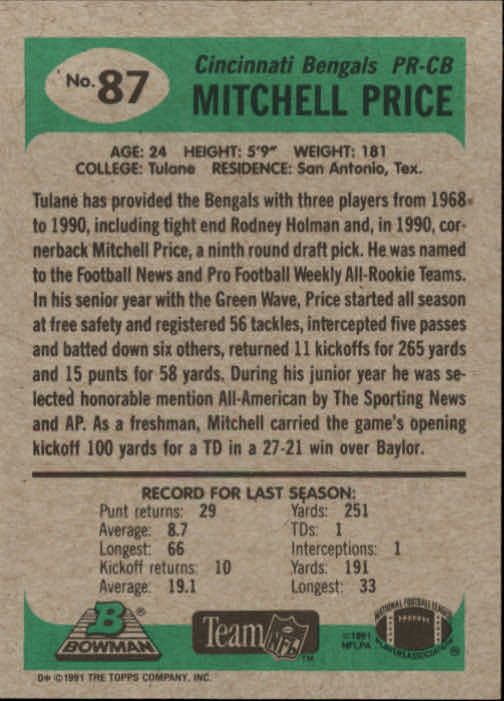 No. 87
Cincinnati Bengals PR-CB
MITCHELL PRICE
AGE: 24 HEIGHT: 5'9" WEIGHT: 181
COLLEGE: Tulane RESIDENCE: San Antonio, Tex.
Tulane has provided the Bengals with three players from 1968
to 1990, including tight end Rodney Holman and, in 1990, cor-
nerback Mitchell Price, a ninth round draft pick. He was named
to the Football News and Pro Football Weekly All-Rookie Teams.
In his senior year with the Green Wave, Price started all season
at free safety and registered 56 tackles, intercepted five passes
and batted down six others, returned 11 kickoffs for 265 yards
and 15 punts for 58 yards. During his junior year he was se-
lected honorable mention All-American by The Sporting News
and AP. As a freshman, Mitchell carried the game's opening
kickoff 100 yards for a TD in a 27-21 win over Baylor.
RECORD FOR LAST SEASON:
Punt returns: 29 Yards: 251
Average: 8.7 TDs: 1
Longest: 66 Interceptions: 1
Kickoff returns: 10 Yards: 191
Average: 19.1 Longest: 33
B®
BOWMAN
Team NFL ™
©1991
NFLPA
NATIONAL FOOTBALL LEAGUE
PLAYERS ASSOCIATION
D* ©1991 THE TOPPS COMPANY, INC.